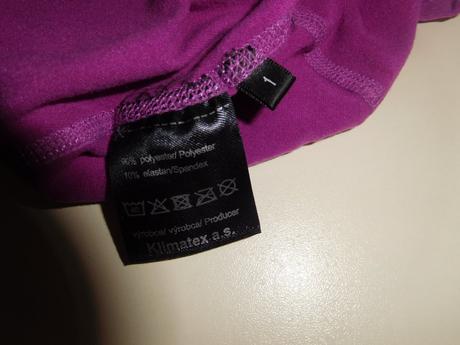 1
90% polyester/ Polyester
10% elastan/Spandex
výrobce/ výrobca/ Producer
Klimatex a.s.